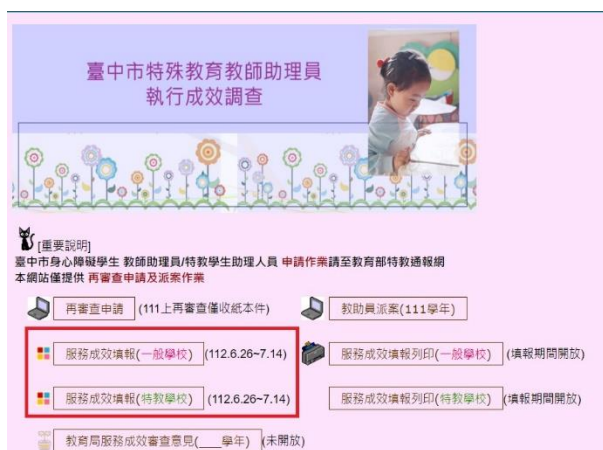 臺中市特殊教育教師助理員
執行成效調查
[重要說明]
臺中市身心障礙學生 教師助理員/特教學生助理人員 申請作業請至教育部特教通報網
本網站僅提供 再審查申請及派案作業
再審查申請 (111上再審查僅收紙本件) 教助員派案(111學年)
服務成效填報(一般學校) (112.6.26~7.14) 服務成效填報列印(一般學校) (填報期間開放)
服務成效填報(特教學校) (112.6.26~7.14) 服務成效填報列印(特教學校) (填報期間開放)
教育局服務成效審查意見(___學年) (未開放)